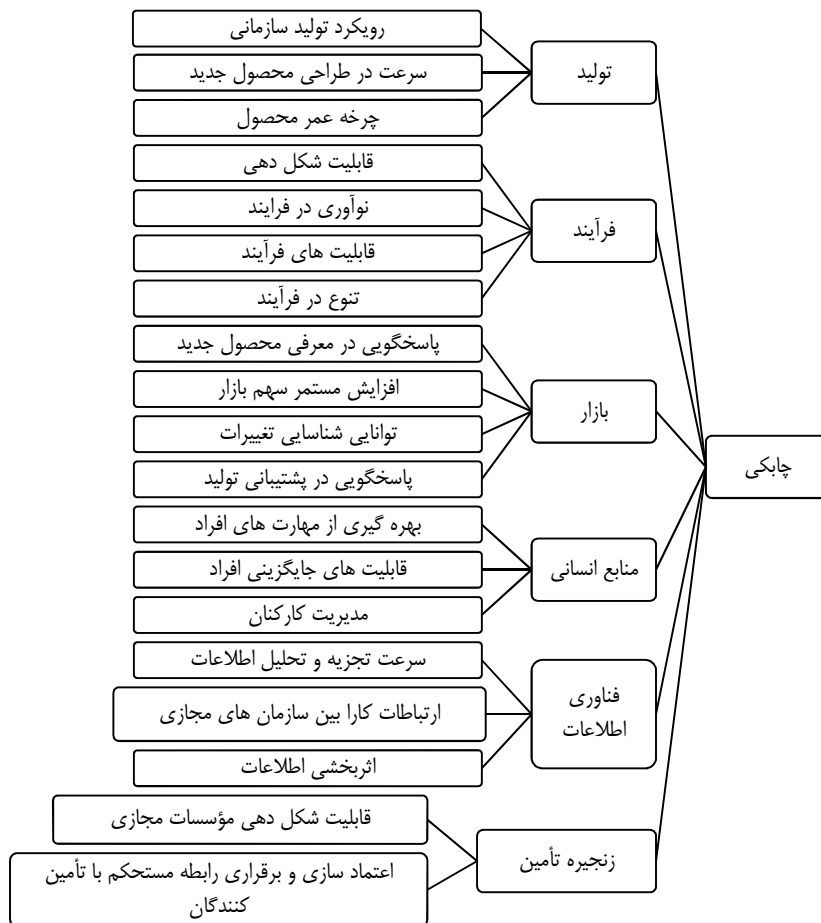 رویکرد تولید سازمانی
تولید
سرعت در طراحی محصول جدید
چرخه عمر محصول
قابلیت شکل دهی
نوآوری در فرایند
فرآیند
قابلیت های فرآیند
تنوع در فرآیند
پاسخگویی در معرفی محصول جدید
افزایش مستمر سهم بازار
بازار
توانایی شناسایی تغییرات
پاسخگویی در پشتیبانی تولید
چابکی
بهره گیری از مهارت های افراد
منابع انسانی
قابلیت های جایگزینی افراد
مدیریت کارکنان
سرعت تجزیه و تحلیل اطلاعات
فناوری
اطلاعات
ارتباطات کارا بین سازمان های مجازی
اثربخشی اطلاعات
قابلیت شکل دهی مؤسسات مجازی
زنجیره تأمین
اعتماد سازی و برقراری رابطه مستحکم با تأمین
کنندگان